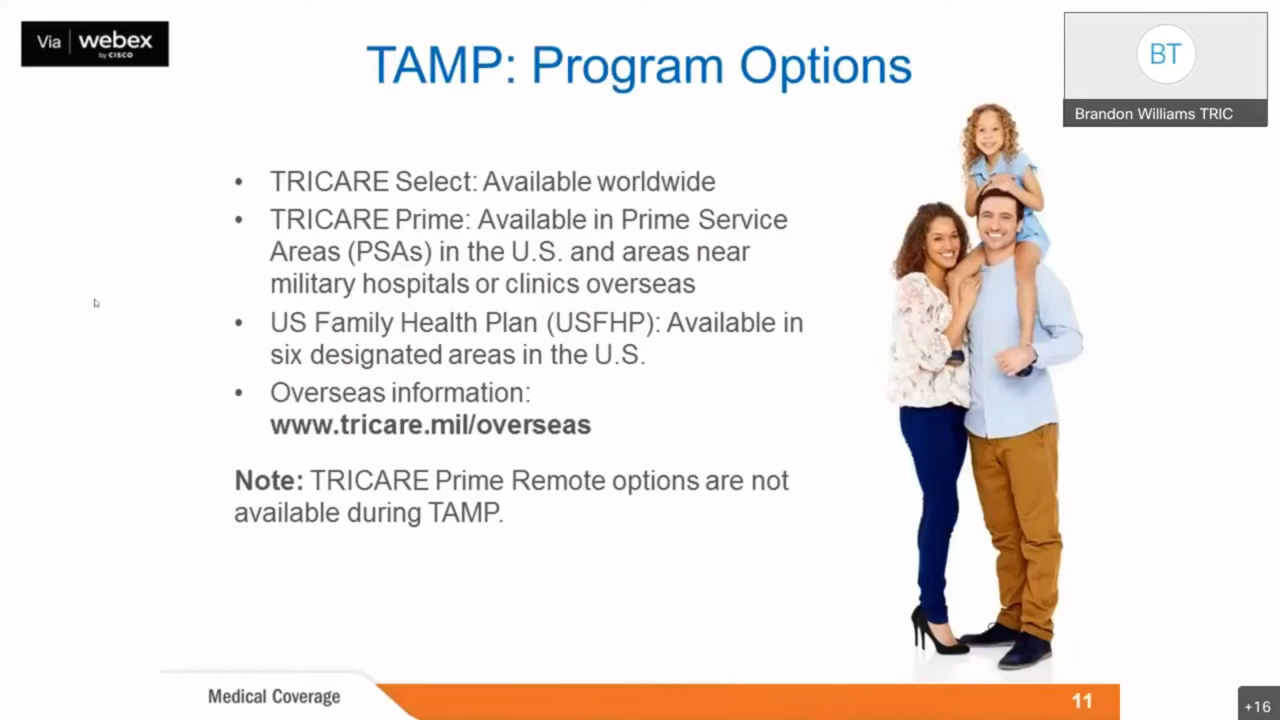 Via webex
by CISCO
TAMP: Program Options
BT
Brandon Williams TRIC
• TRICARE Select: Available worldwide
• TRICARE Prime: Available in Prime Service
Areas (PSAs) in the U.S. and areas near
military hospitals or clinics overseas
• US Family Health Plan (USFHP): Available in
six designated areas in the U.S.
• Overseas information:
www.tricare.mil/overseas
Note: TRICARE Prime Remote options are not
available during TAMP.
Medical Coverage
11
+16